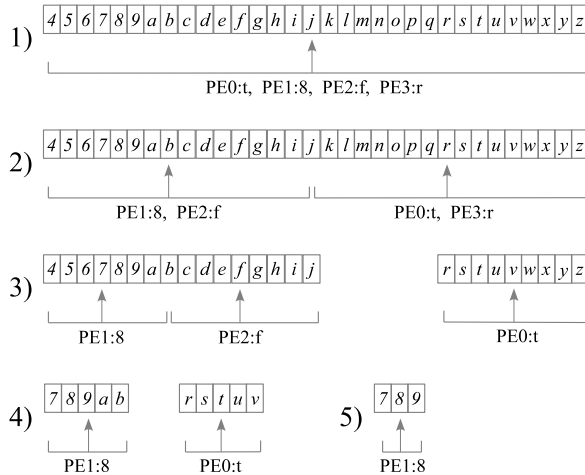 1) 4 5 6 7 8 9 a b c d e f g h i j k l m n o p q r s t u v w x y z
PE0:t, PE1:8, PE2:f, PE3:r
2) 4 5 6 7 8 9 a b c d e f g h i j k l m n o p q r s t u v w x y z
PE1:8, PE2:f PE0:t, PE3:r
3) 4 5 6 7 8 9 a b c d e f g h i j r s t u v w x y z
PE1:8 PE2:f PE0:t
4) 7 8 9 a b r s t u v 5) 7 8 9
PE1:8 PE0:t PE1:8